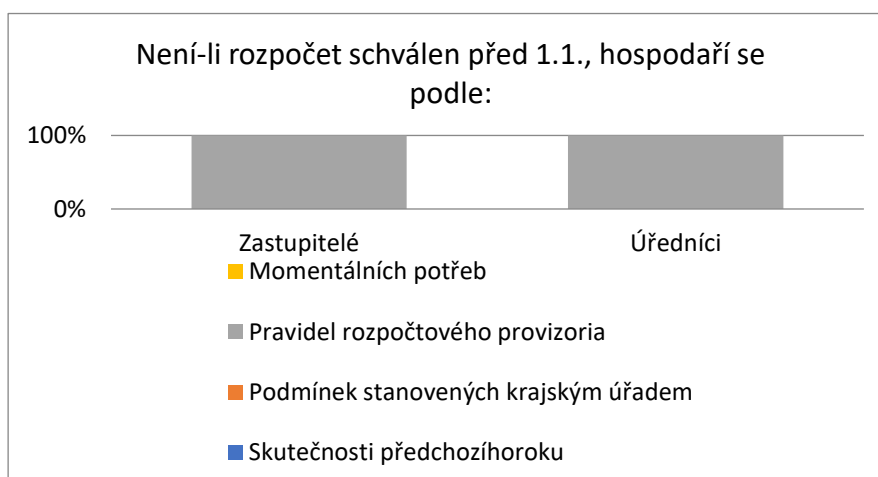 Není-li rozpočet schválen před 1.1., hospodaří se
podle:
100%
0%
Zastupitelé Úředníci
Momentálních potřeb
Pravidel rozpočtového provizoria
Podmínek stanovených krajským úřadem
Skutečnosti předchozíhoroku